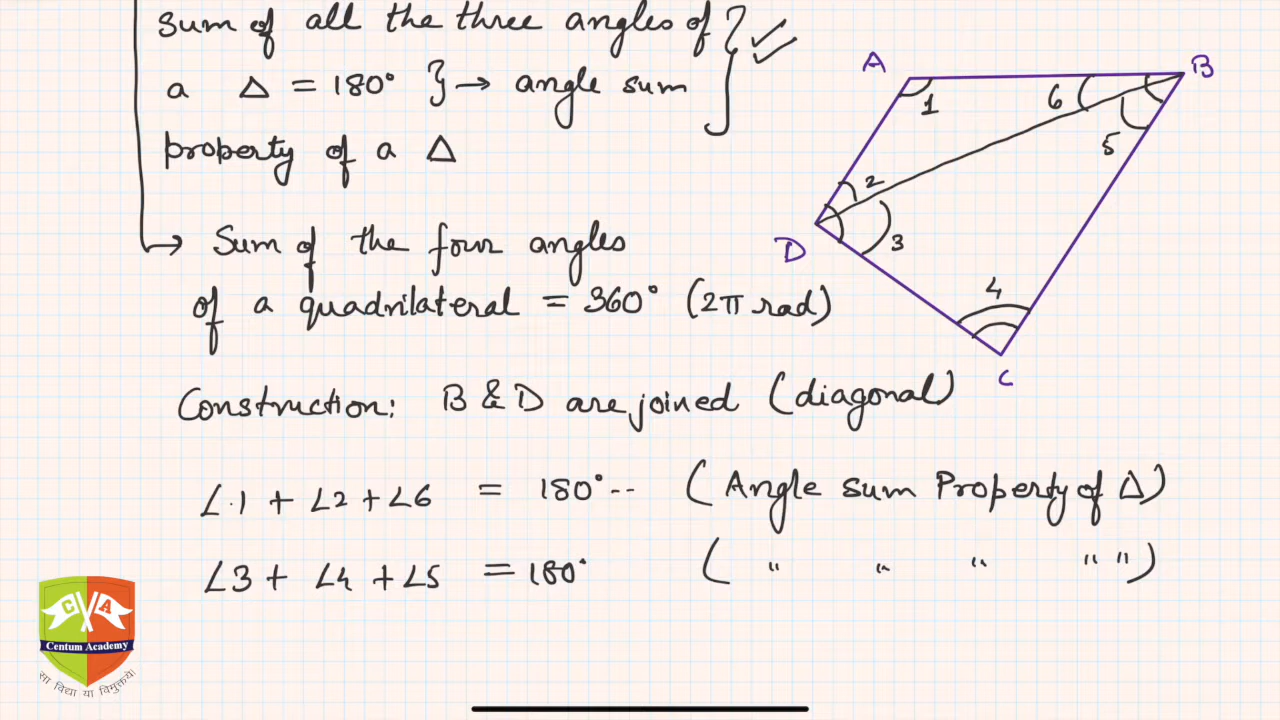 Sum of all the three angles of
a Δ = 180° } → angle sum
property of a Δ
→ Sum of the four angles
of a quadrilateral = 360° (2π rad)
Construction: B & D are joined (diagonal)
∠1 + ∠2 + ∠6 = 180° -- (Angle sum Property of Δ)
∠3 + ∠4 + ∠5 = 180° ( " " " " " )
A
B
1
6
5
2
3
D
4
C
C A
Centum Academy
सा विद्या या विमुक्तये।